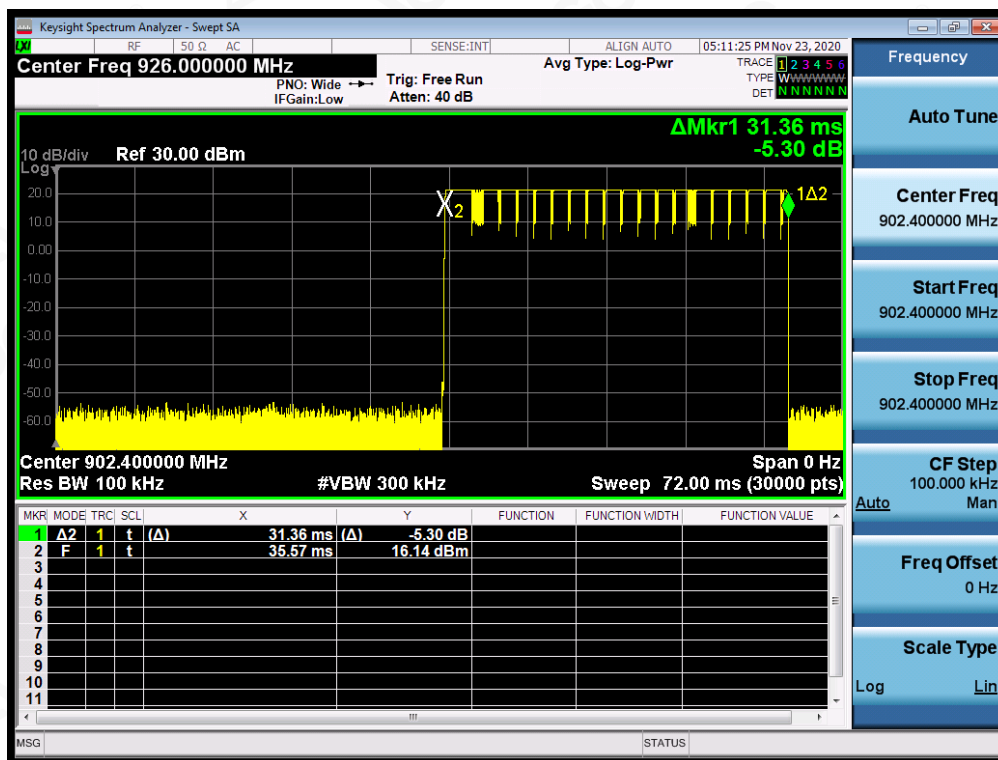 Keysight Spectrum Analyzer - Swept SA
LXI RF 50 Ω AC SENSE:INT ALIGN AUTO 05:11:25 PM Nov 23, 2020
Center Freq 926.000000 MHz Avg Type: Log-Pwr TRACE 1 2 3 4 5 6
PNO: Wide Trig: Free Run TYPE WWWWWW
IFGain:Low Atten: 40 dB DET N N N N N N
ΔMkr1 31.36 ms
10 dB/div Ref 30.00 dBm -5.30 dB
Log
20.0
10.0
0.00
-10.0
-20.0
-30.0
-40.0
-50.0
-60.0
X2
1Δ2
Center 902.400000 MHz Span 0 Hz
Res BW 100 kHz #VBW 300 kHz Sweep 72.00 ms (30000 pts)
MKR MODE TRC SCL X Y FUNCTION FUNCTION WIDTH FUNCTION VALUE
1 Δ2 1 t (Δ) 31.36 ms (Δ) -5.30 dB
2 F 1 t 35.57 ms 16.14 dBm
3
4
5
6
7
8
9
10
11
MSG STATUS
Frequency
Auto Tune
Center Freq
902.400000 MHz
Start Freq
902.400000 MHz
Stop Freq
902.400000 MHz
CF Step
100.000 kHz
Auto Man
Freq Offset
0 Hz
Scale Type
Log Lin